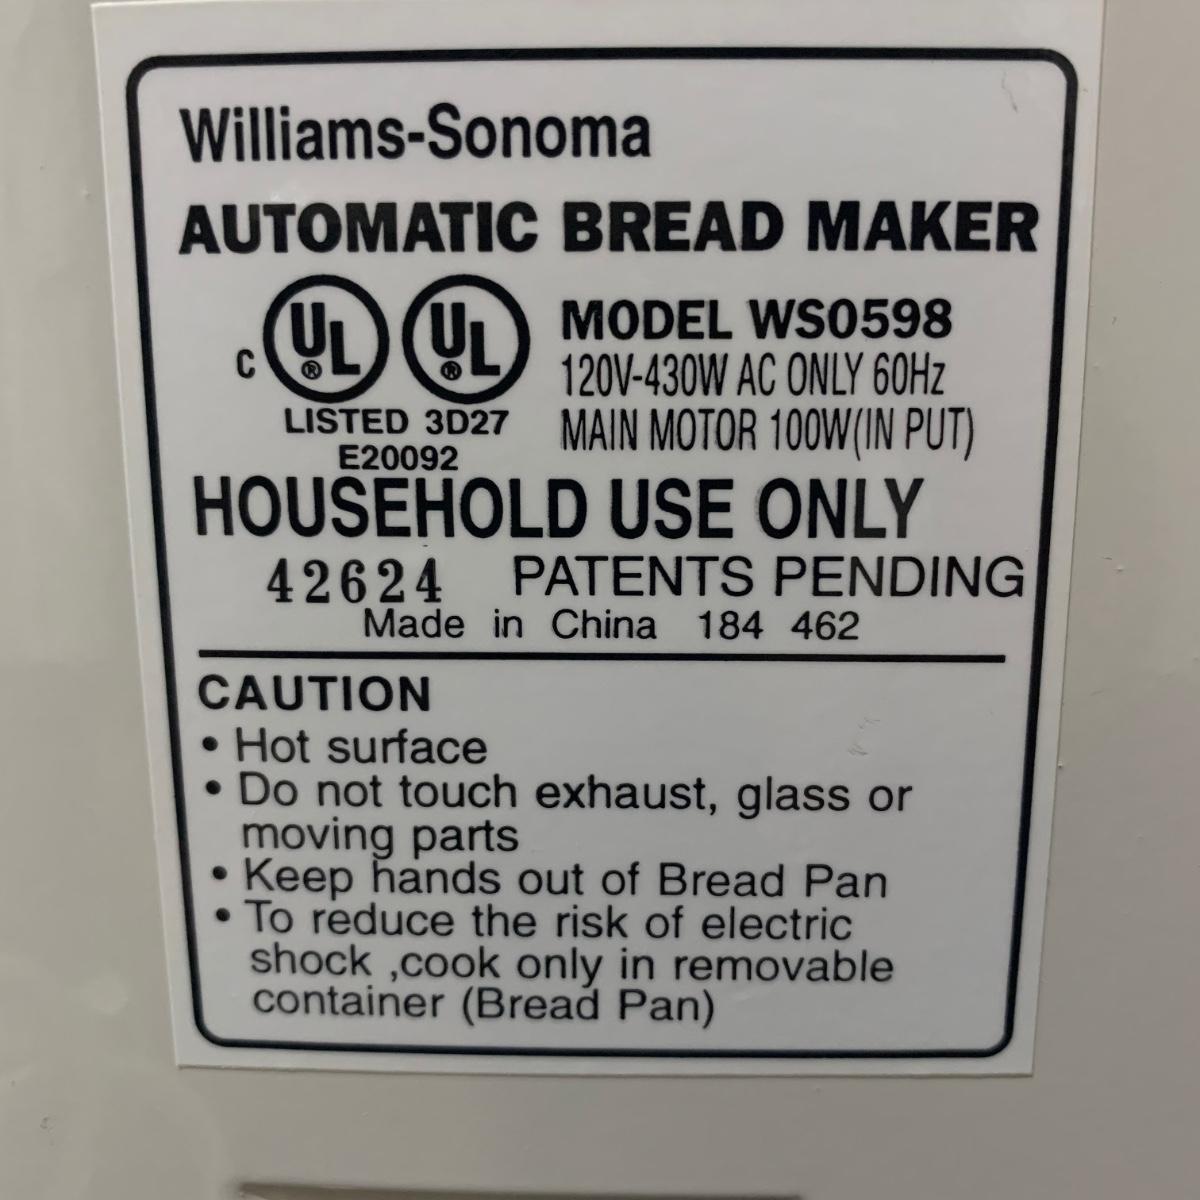 Williams-Sonoma
AUTOMATIC BREAD MAKER
C UL® UL®
LISTED 3D27
E20092
MODEL WS0598
120V-430W AC ONLY 60Hz
MAIN MOTOR 100W(IN PUT)
HOUSEHOLD USE ONLY
42624 PATENTS PENDING
Made in China 184 462
CAUTION
• Hot surface
• Do not touch exhaust, glass or
moving parts
• Keep hands out of Bread Pan
• To reduce the risk of electric
shock ,cook only in removable
container (Bread Pan)